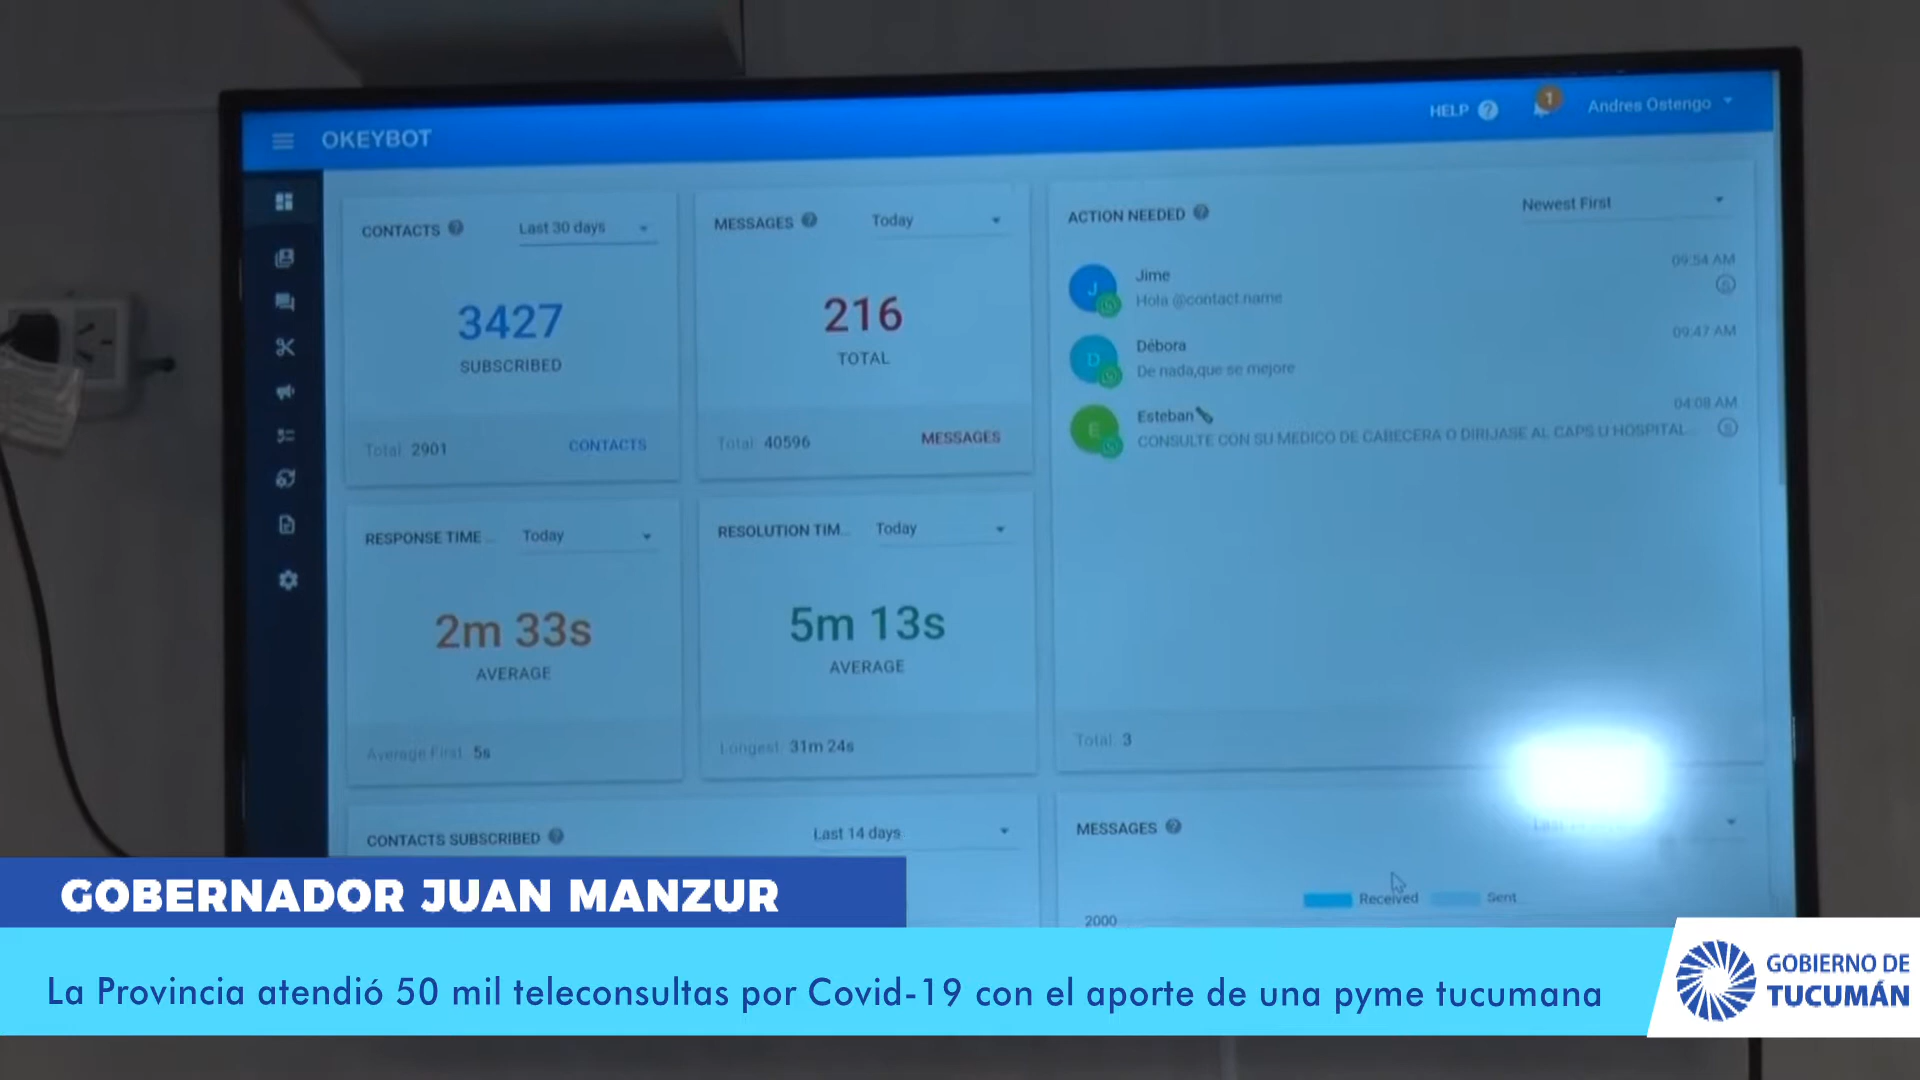 OKEYBOT
HELP ?
1
Andres Ostengo
CONTACTS ?
Last 30 days
3427
SUBSCRIBED
Total: 2901
CONTACTS
MESSAGES ?
Today
216
TOTAL
Total: 40596
MESSAGES
ACTION NEEDED ?
Newest First
J
Jime
09:54 AM
Hola @contact.name
D
Débora
09:47 AM
De nada,que se mejore
E
Esteban
04:08 AM
CONSULTE CON SU MEDICO DE CABECERA O DIRIJASE AL CAPS U HOSPITAL...
Total: 3
RESPONSE TIME ...
Today
2m 33s
AVERAGE
Average First: 5s
RESOLUTION TIM...
Today
5m 13s
AVERAGE
Longest: 31m 24s
CONTACTS SUBSCRIBED ?
Last 14 days
MESSAGES ?
Received
Sent
2000
GOBERNADOR JUAN MANZUR
La Provincia atendió 50 mil teleconsultas por Covid-19 con el aporte de una pyme tucumana
GOBIERNO DE
TUCUMÁN